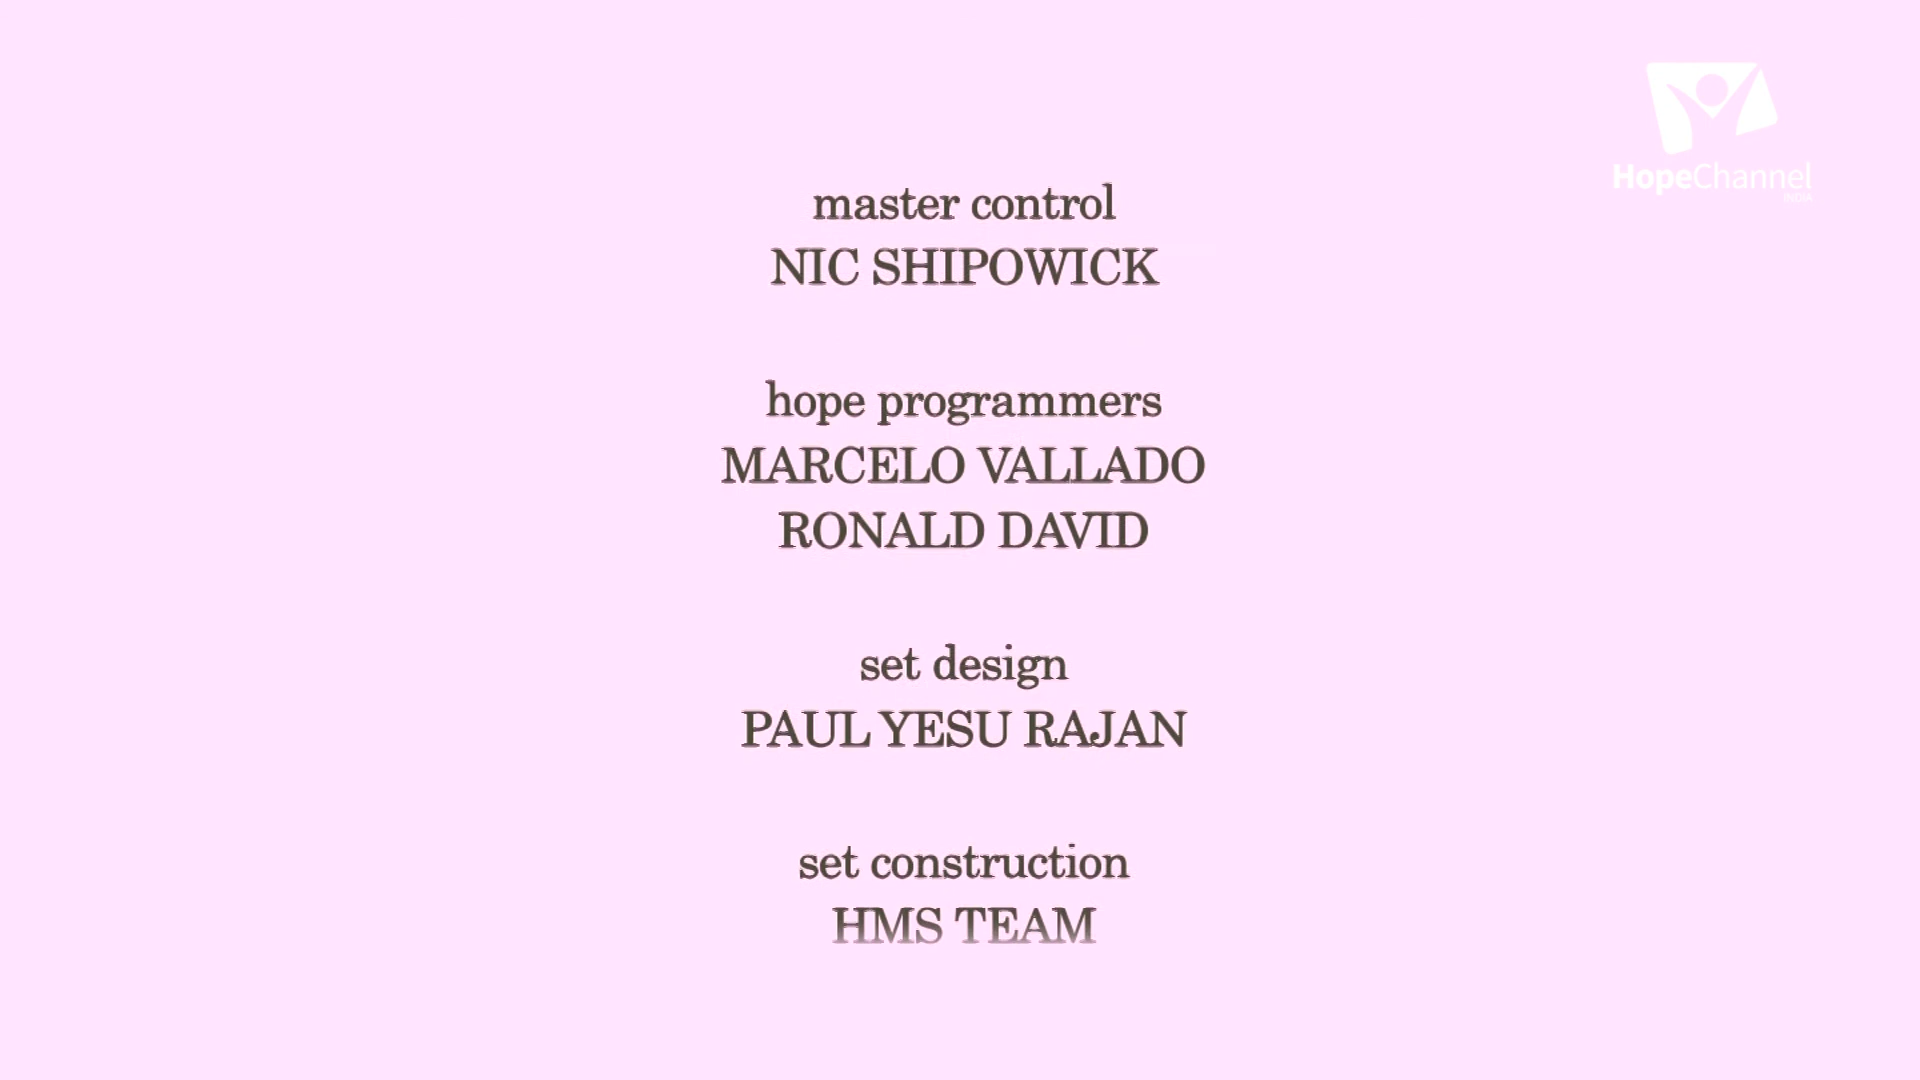 HopeChannel
INDIA
master control
NIC SHIPOWICK
hope programmers
MARCELO VALLADO
RONALD DAVID
set design
PAUL YESU RAJAN
set construction
HMS TEAM